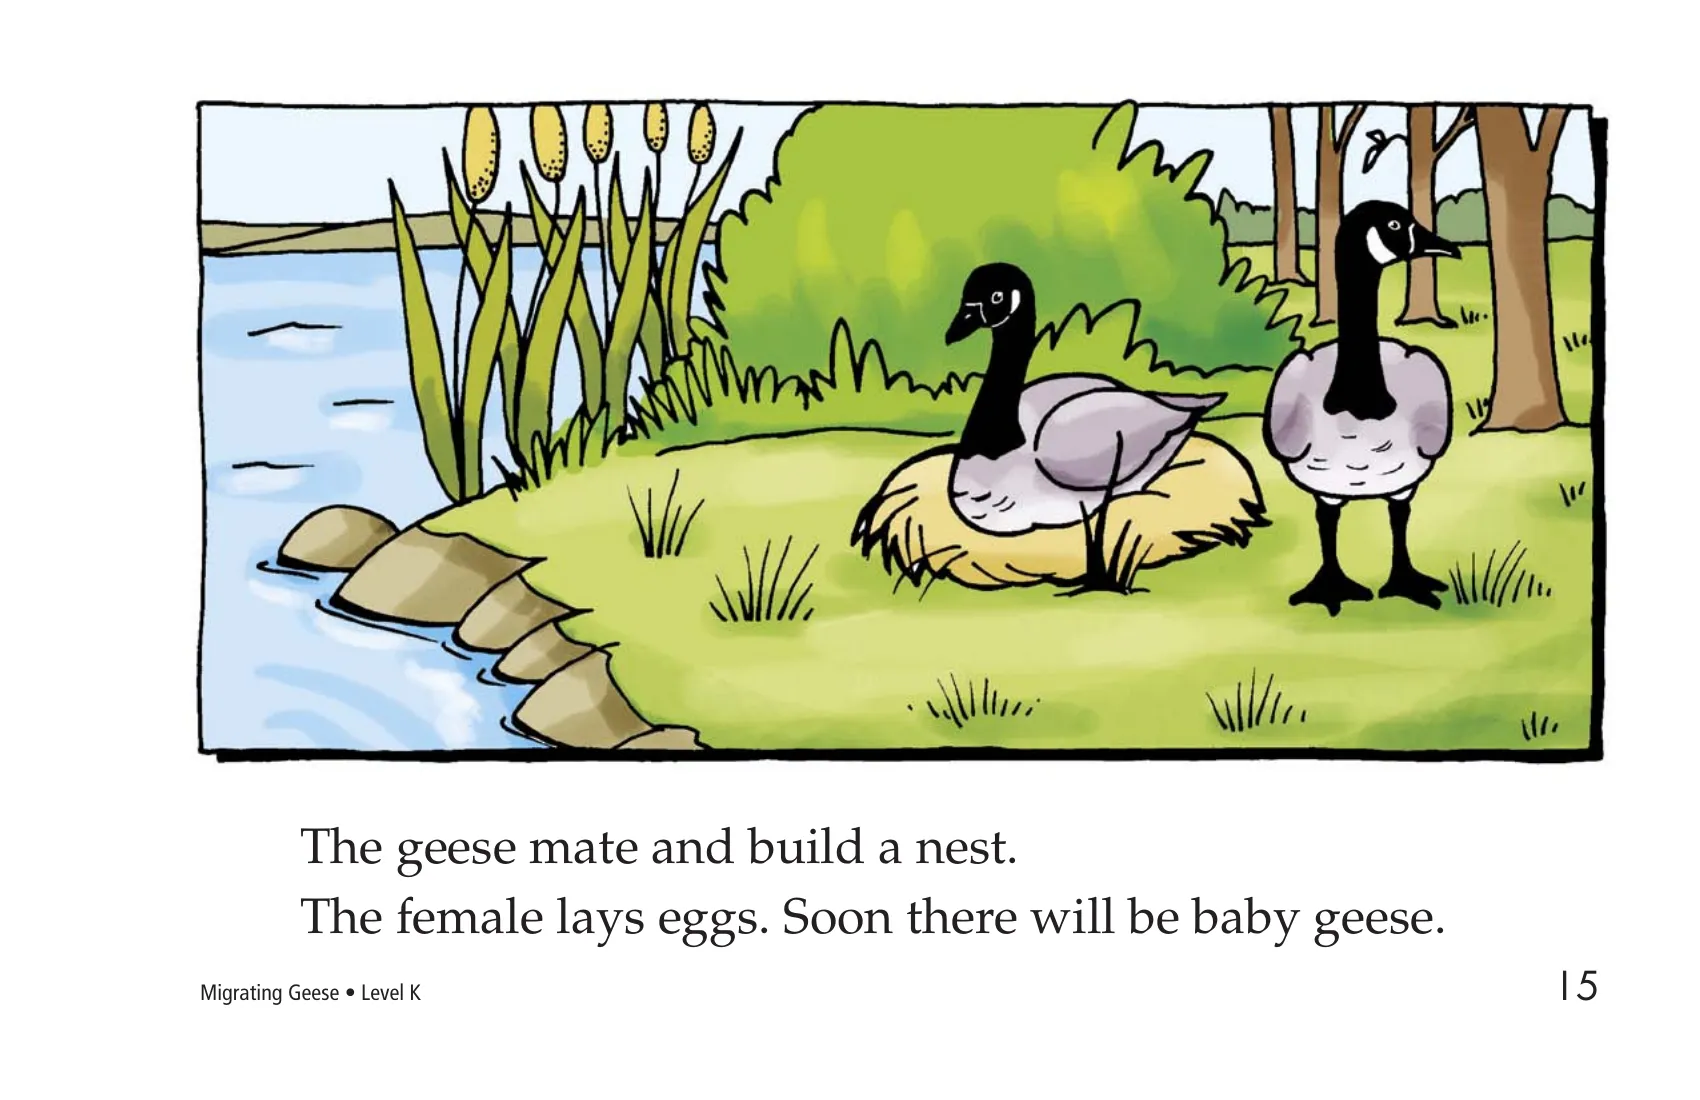 The geese mate and build a nest.
The female lays eggs. Soon there will be baby geese.
Migrating Geese • Level K
15